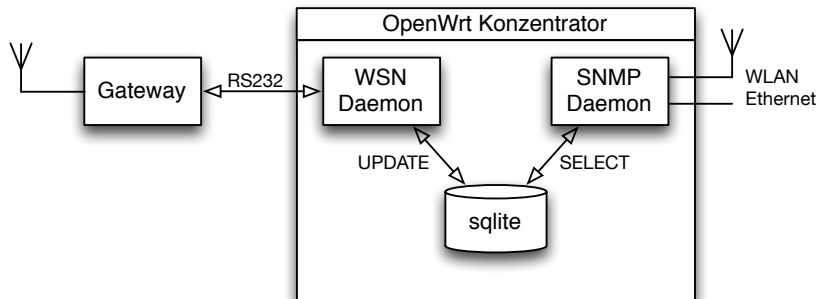 OpenWrt Konzentrator
Gateway
RS232
WSN
Daemon
SNMP
Daemon
WLAN
Ethernet
UPDATE
SELECT
sqlite